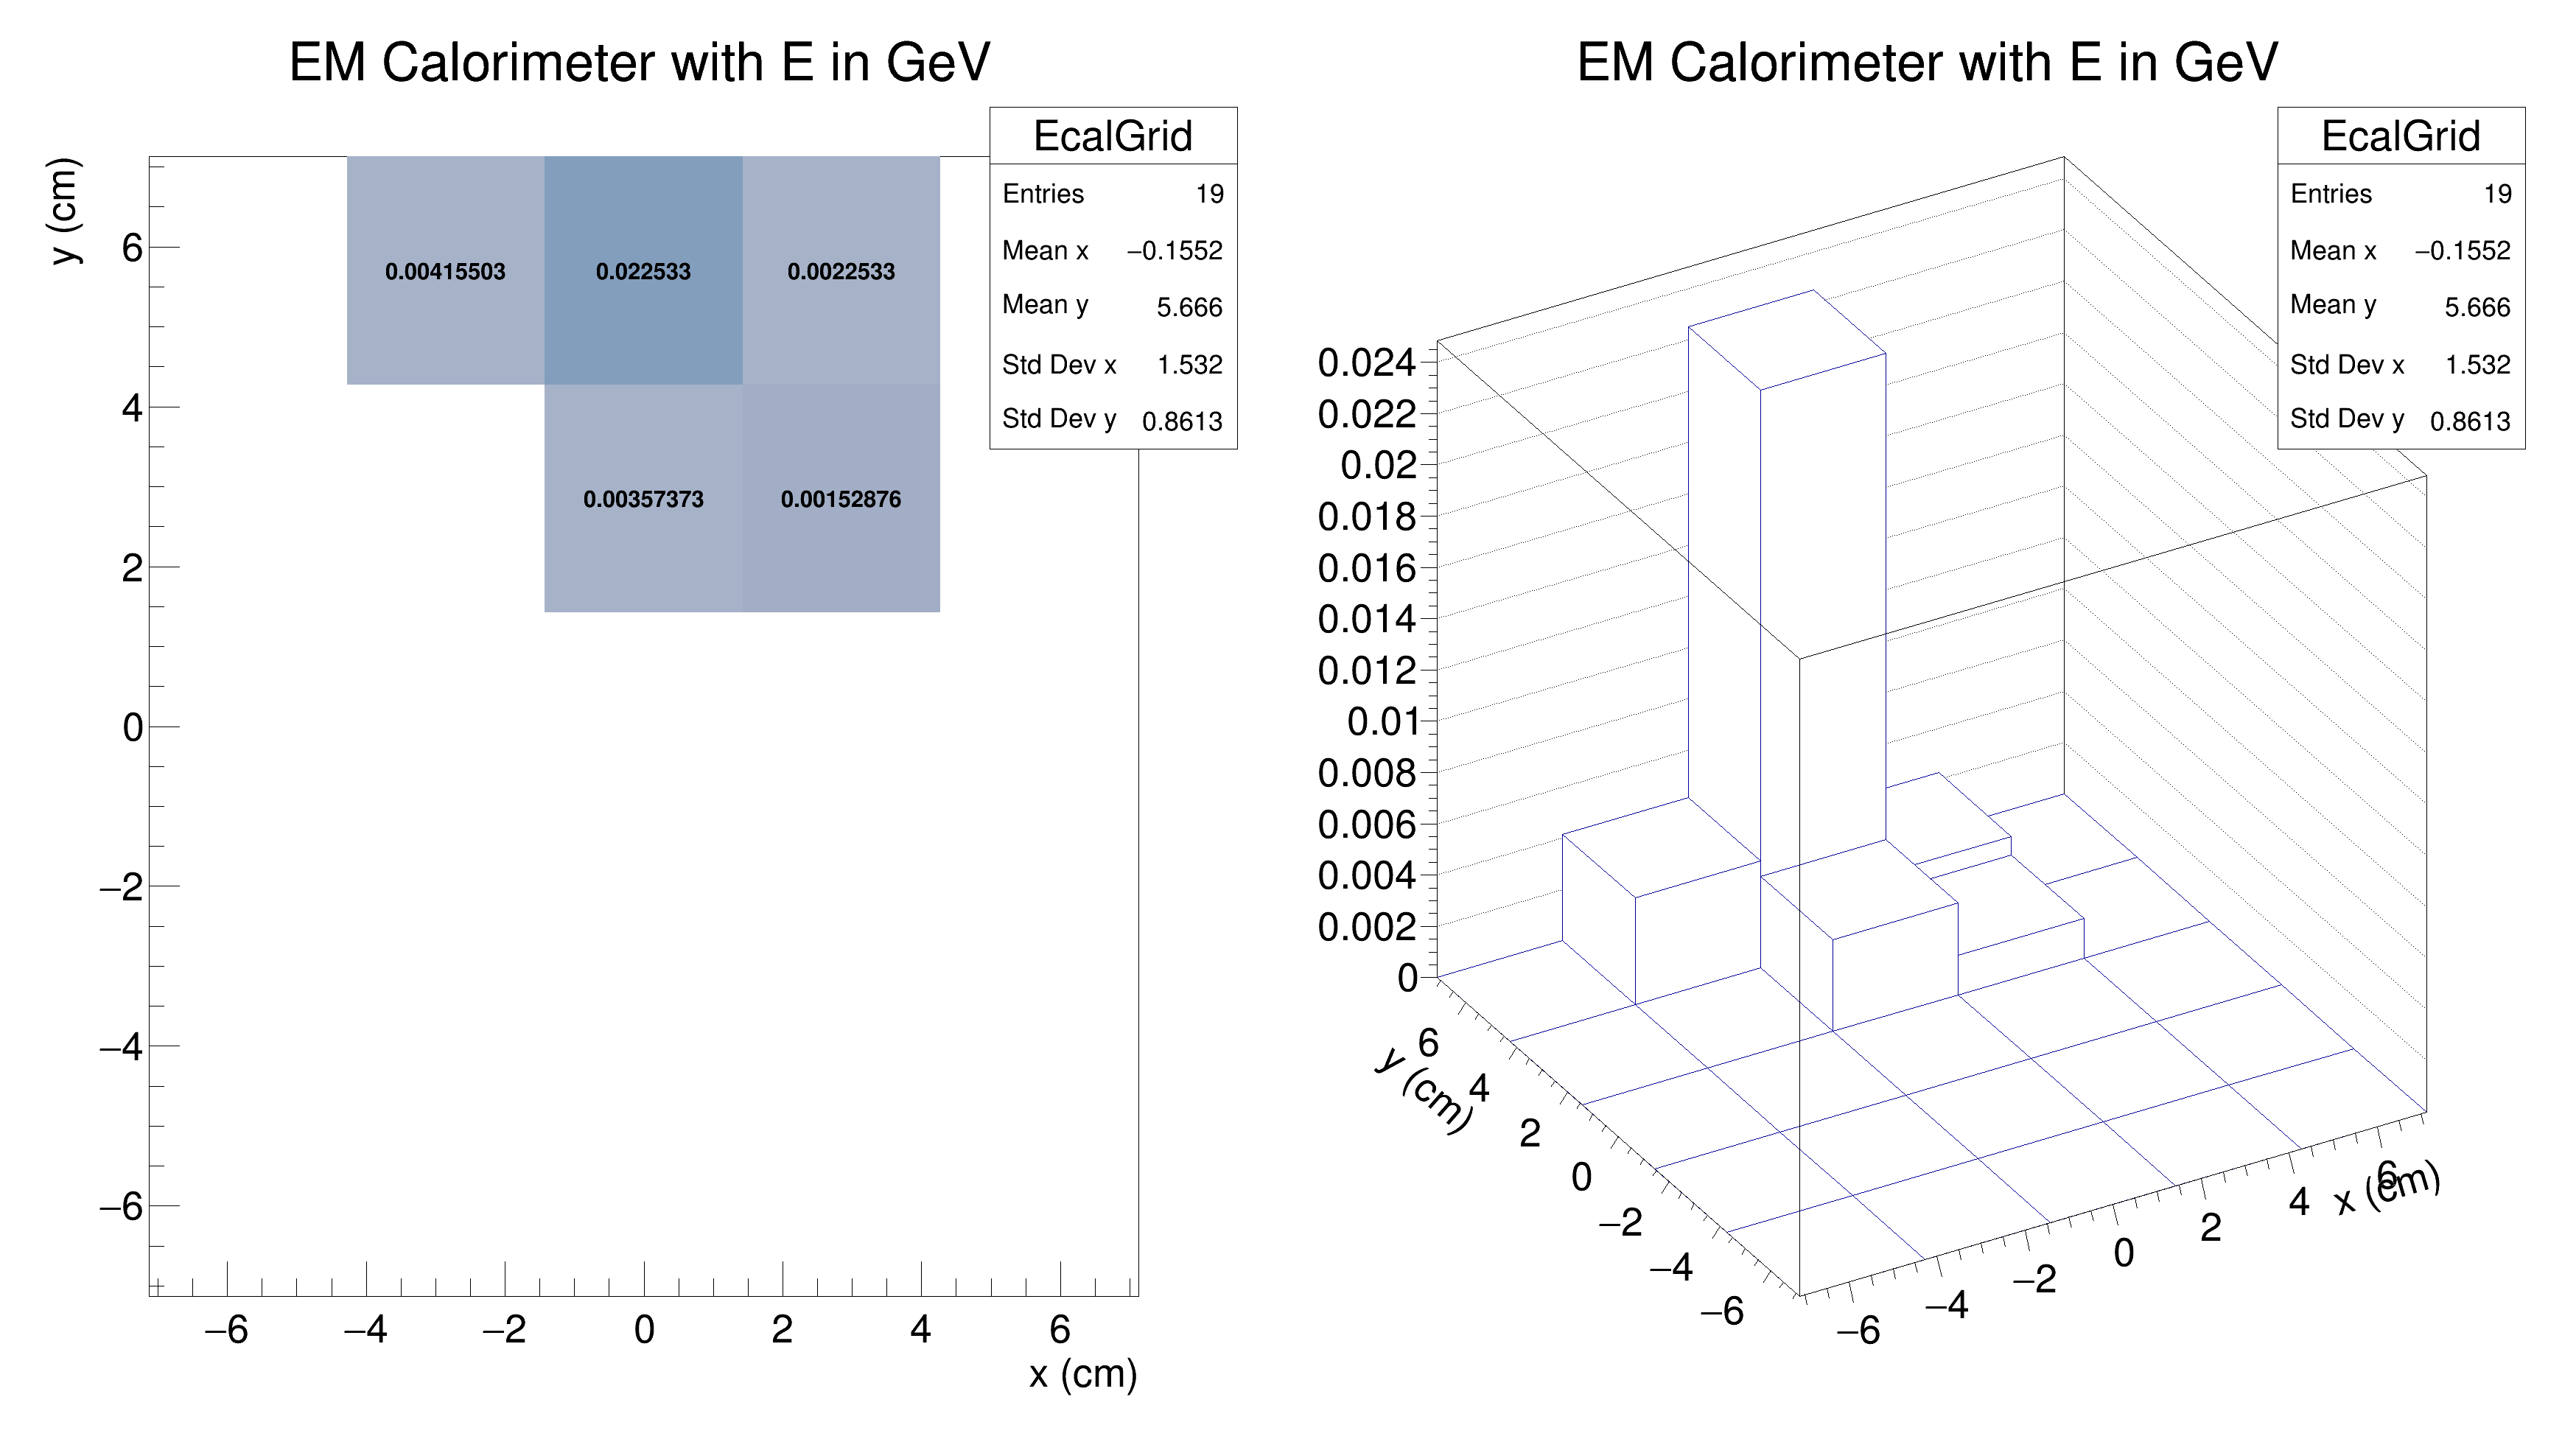 EM Calorimeter with E in GeV
EcalGrid
Entries 19
Mean x −0.1552
Mean y 5.666
Std Dev x 1.532
Std Dev y 0.8613
y (cm)
6
4
2
0
−2
−4
−6
0.00415503 0.022533 0.0022533
0.00357373 0.00152876
−6 −4 −2 0 2 4 6
x (cm)
EM Calorimeter with E in GeV
EcalGrid
Entries 19
Mean x −0.1552
Mean y 5.666
Std Dev x 1.532
Std Dev y 0.8613
0.024
0.022
0.02
0.018
0.016
0.014
0.012
0.01
0.008
0.006
0.004
0.002
0
y (cm)
6
4
2
0
−2
−4
−6
−6 −4 −2 0 2 4 6
x (cm)